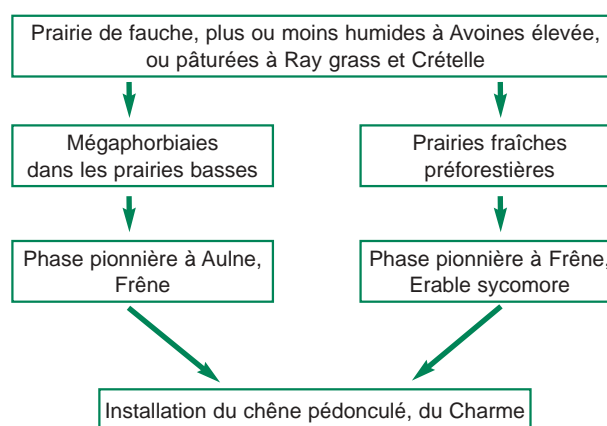 Prairie de fauche, plus ou moins humides à Avoines élevée,
ou pâturées à Ray grass et Crételle
Mégaphorbiaies
dans les prairies basses
Prairies fraîches
préforestières
Phase pionnière à Aulne,
Frêne
Phase pionnière à Frêne,
Erable sycomore
Installation du chêne pédonculé, du Charme